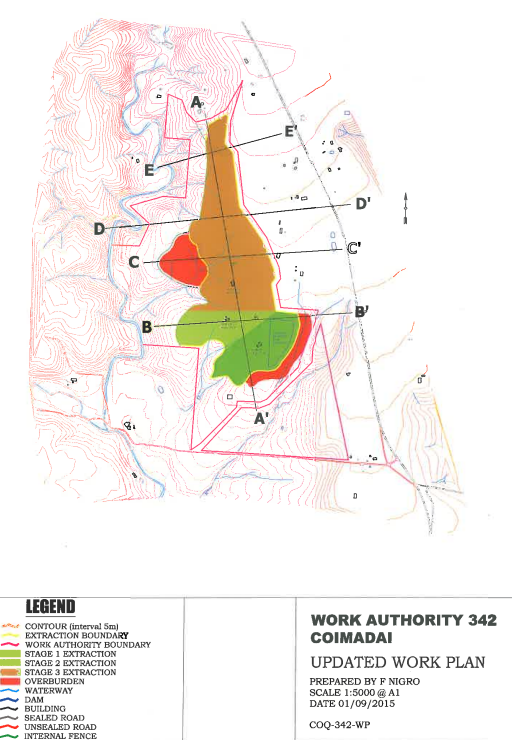 A
E'
E
D'
D
C'
C
B'
B
A'
LEGEND
CONTOUR (interval 5m)
EXTRACTION BOUNDARY
WORK AUTHORITY BOUNDARY
STAGE 1 EXTRACTION
STAGE 2 EXTRACTION
STAGE 3 EXTRACTION
OVERBURDEN
WATERWAY
DAM
BUILDING
SEALED ROAD
UNSEALED ROAD
INTERNAL FENCE
WORK AUTHORITY 342
COIMADAI
UPDATED WORK PLAN
PREPARED BY F NIGRO
SCALE 1:5000 @ A1
DATE 01/09/2015
COQ-342-WP